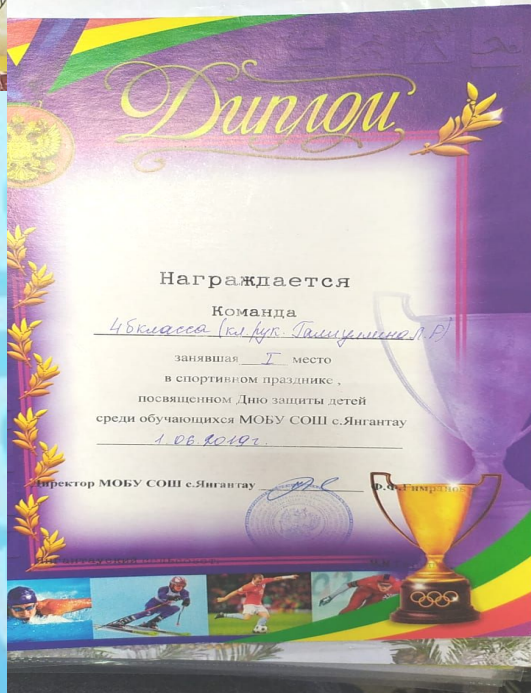 Диплом
Награждается
Команда
4б класса (кл. рук. Галиуллина Л.Р)
занявшая I место
в спортивном празднике ,
посвященном Дню защиты детей
среди обучающихся МОБУ СОШ с.Янгантау
1.06.2019г.
Директор МОБУ СОШ с.Янгантау